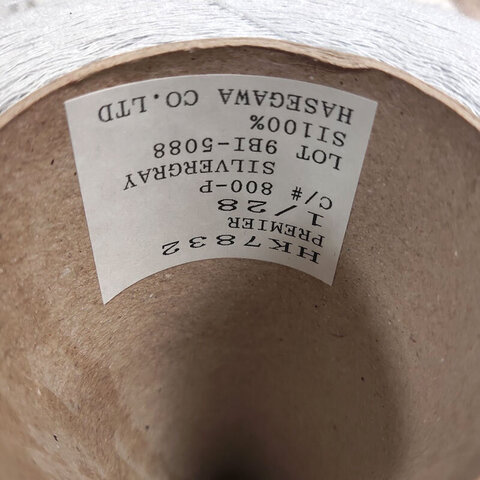 HK7832
PREMIER
1/28
C/# 800-P
SILVERGRAY
LOT 9BI-5088
SI100%
HASEGAWA CO.LTD